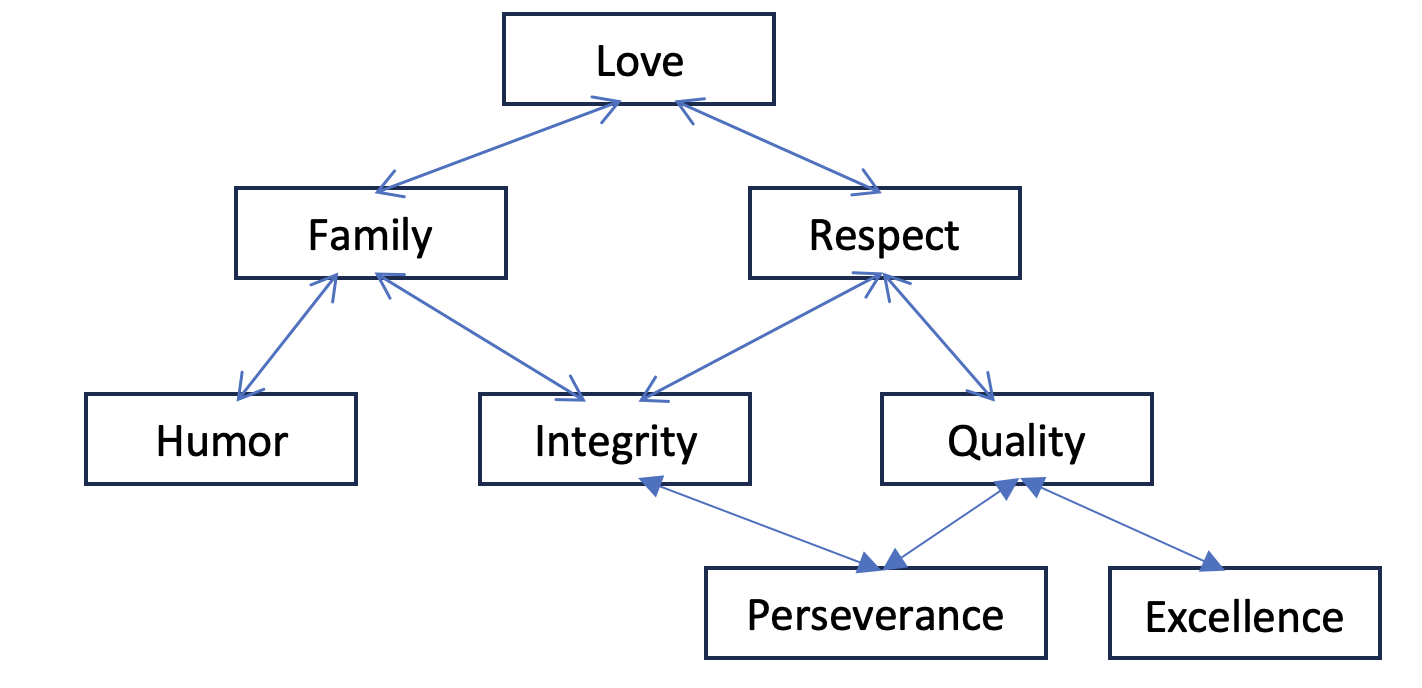 Love
Family
Respect
Humor
Integrity
Quality
Perseverance
Excellence